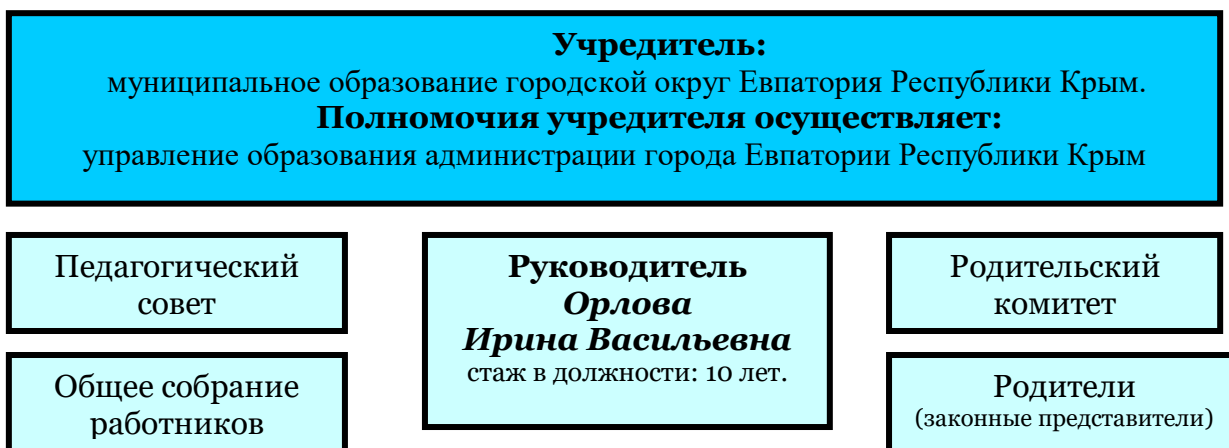 Учредитель:
муниципальное образование городской округ Евпатория Республики Крым.
Полномочия учредителя осуществляет:
управление образования администрации города Евпатории Республики Крым
Педагогический
совет
Общее собрание
работников
Руководитель
Орлова
Ирина Васильевна
стаж в должности: 10 лет.
Родительский
комитет
Родители
(законные представители)